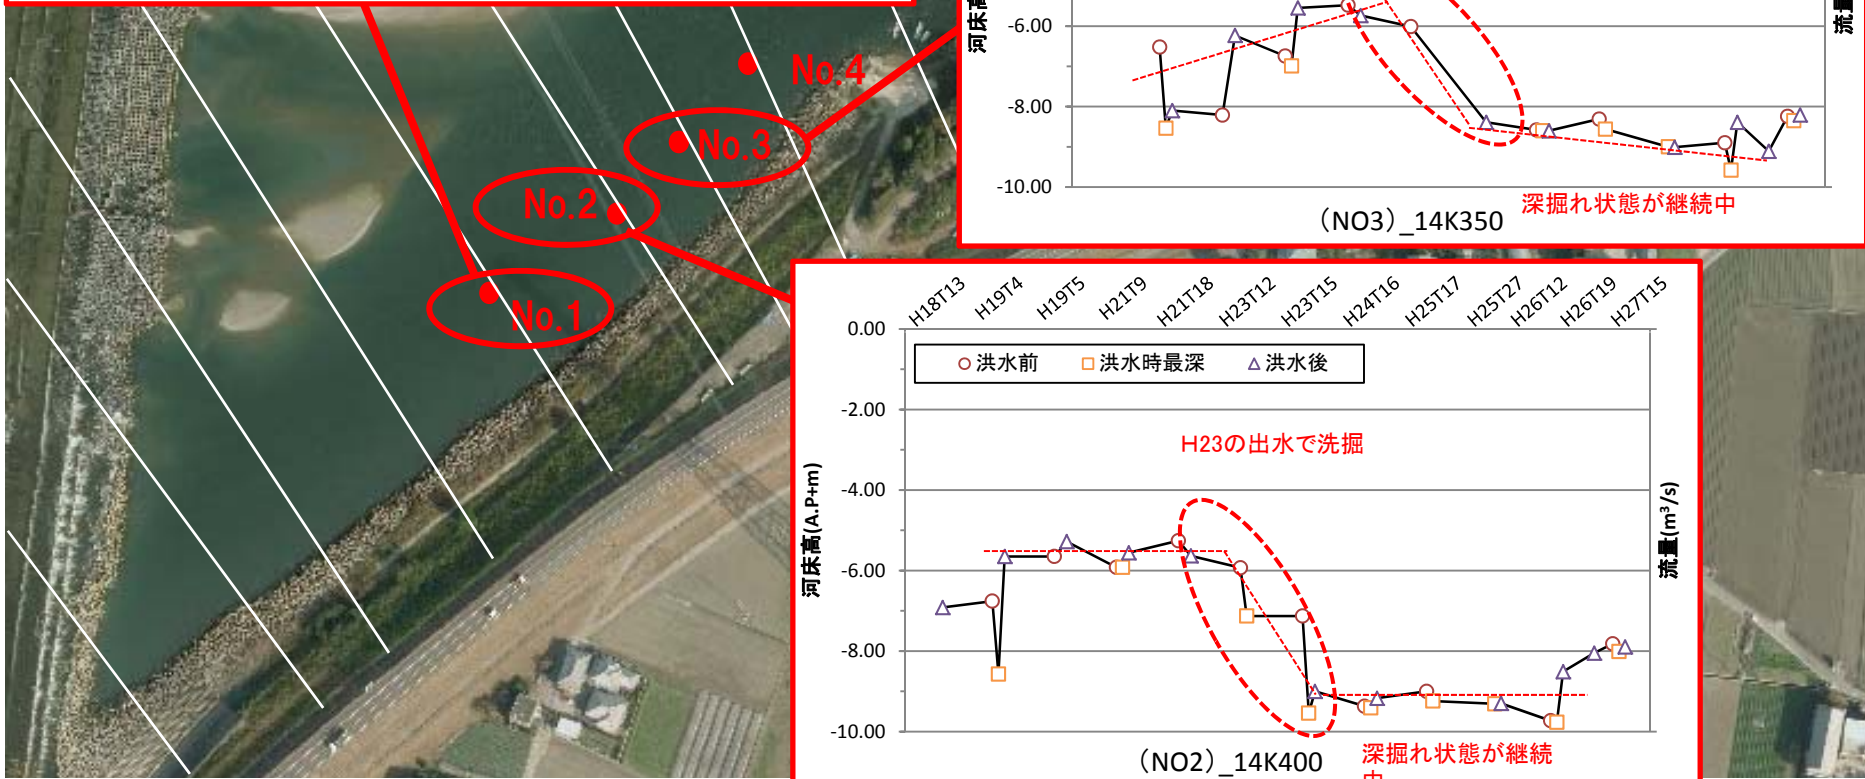 No.4
No.3
No.2
No.1
河床高
流量
-6.00
-8.00
-10.00
深掘れ状態が継続中
(NO3)_14K350
H18T13
H19T4
H19T5
H21T9
H21T18
H23T12
H23T15
H24T16
H25T17
H25T27
H26T12
H26T19
H27T15
0.00
洪水前
洪水時最深
洪水後
-2.00
H23の出水で洗掘
-4.00
河床高(A.P+m)
流量(m³/s)
-6.00
-8.00
-10.00
(NO2)_14K400
深掘れ状態が継続
中